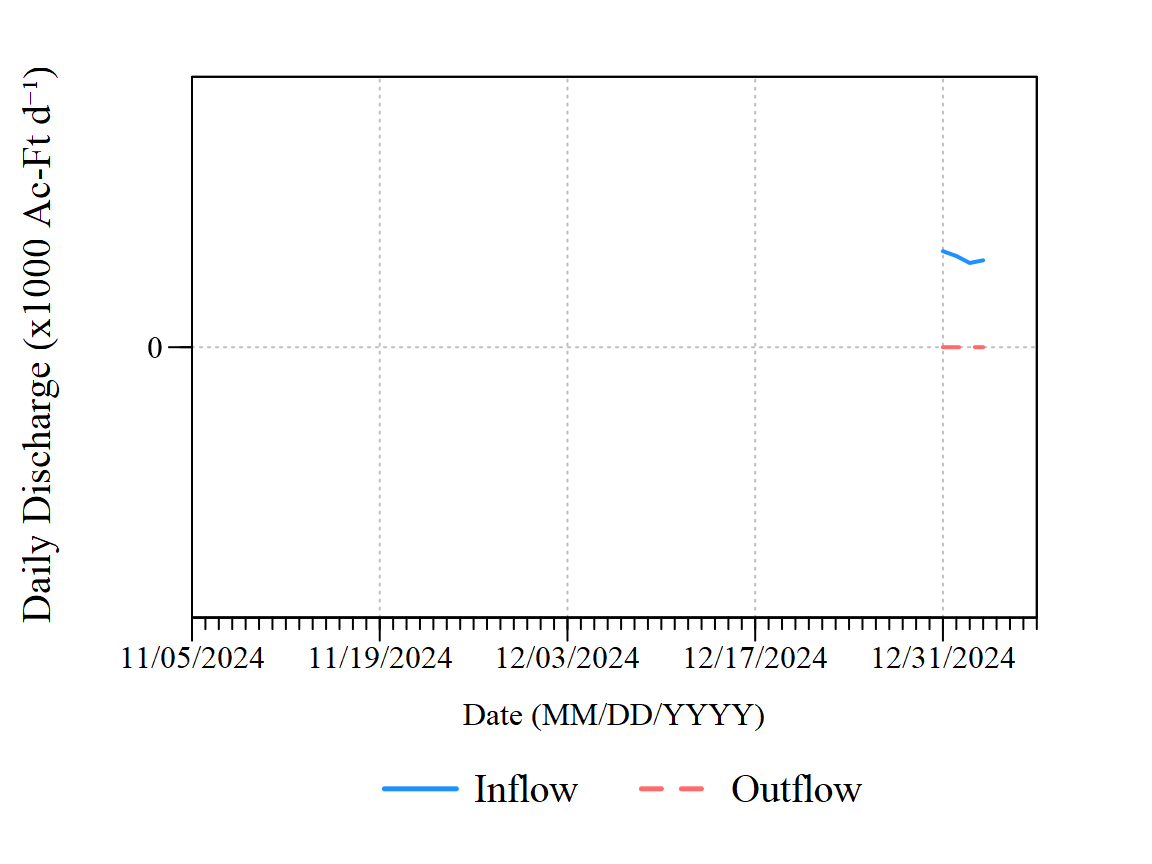 Daily Discharge (x1000 Ac-Ft d⁻¹)
0
11/05/2024 11/19/2024 12/03/2024 12/17/2024 12/31/2024
Date (MM/DD/YYYY)
Inflow Outflow